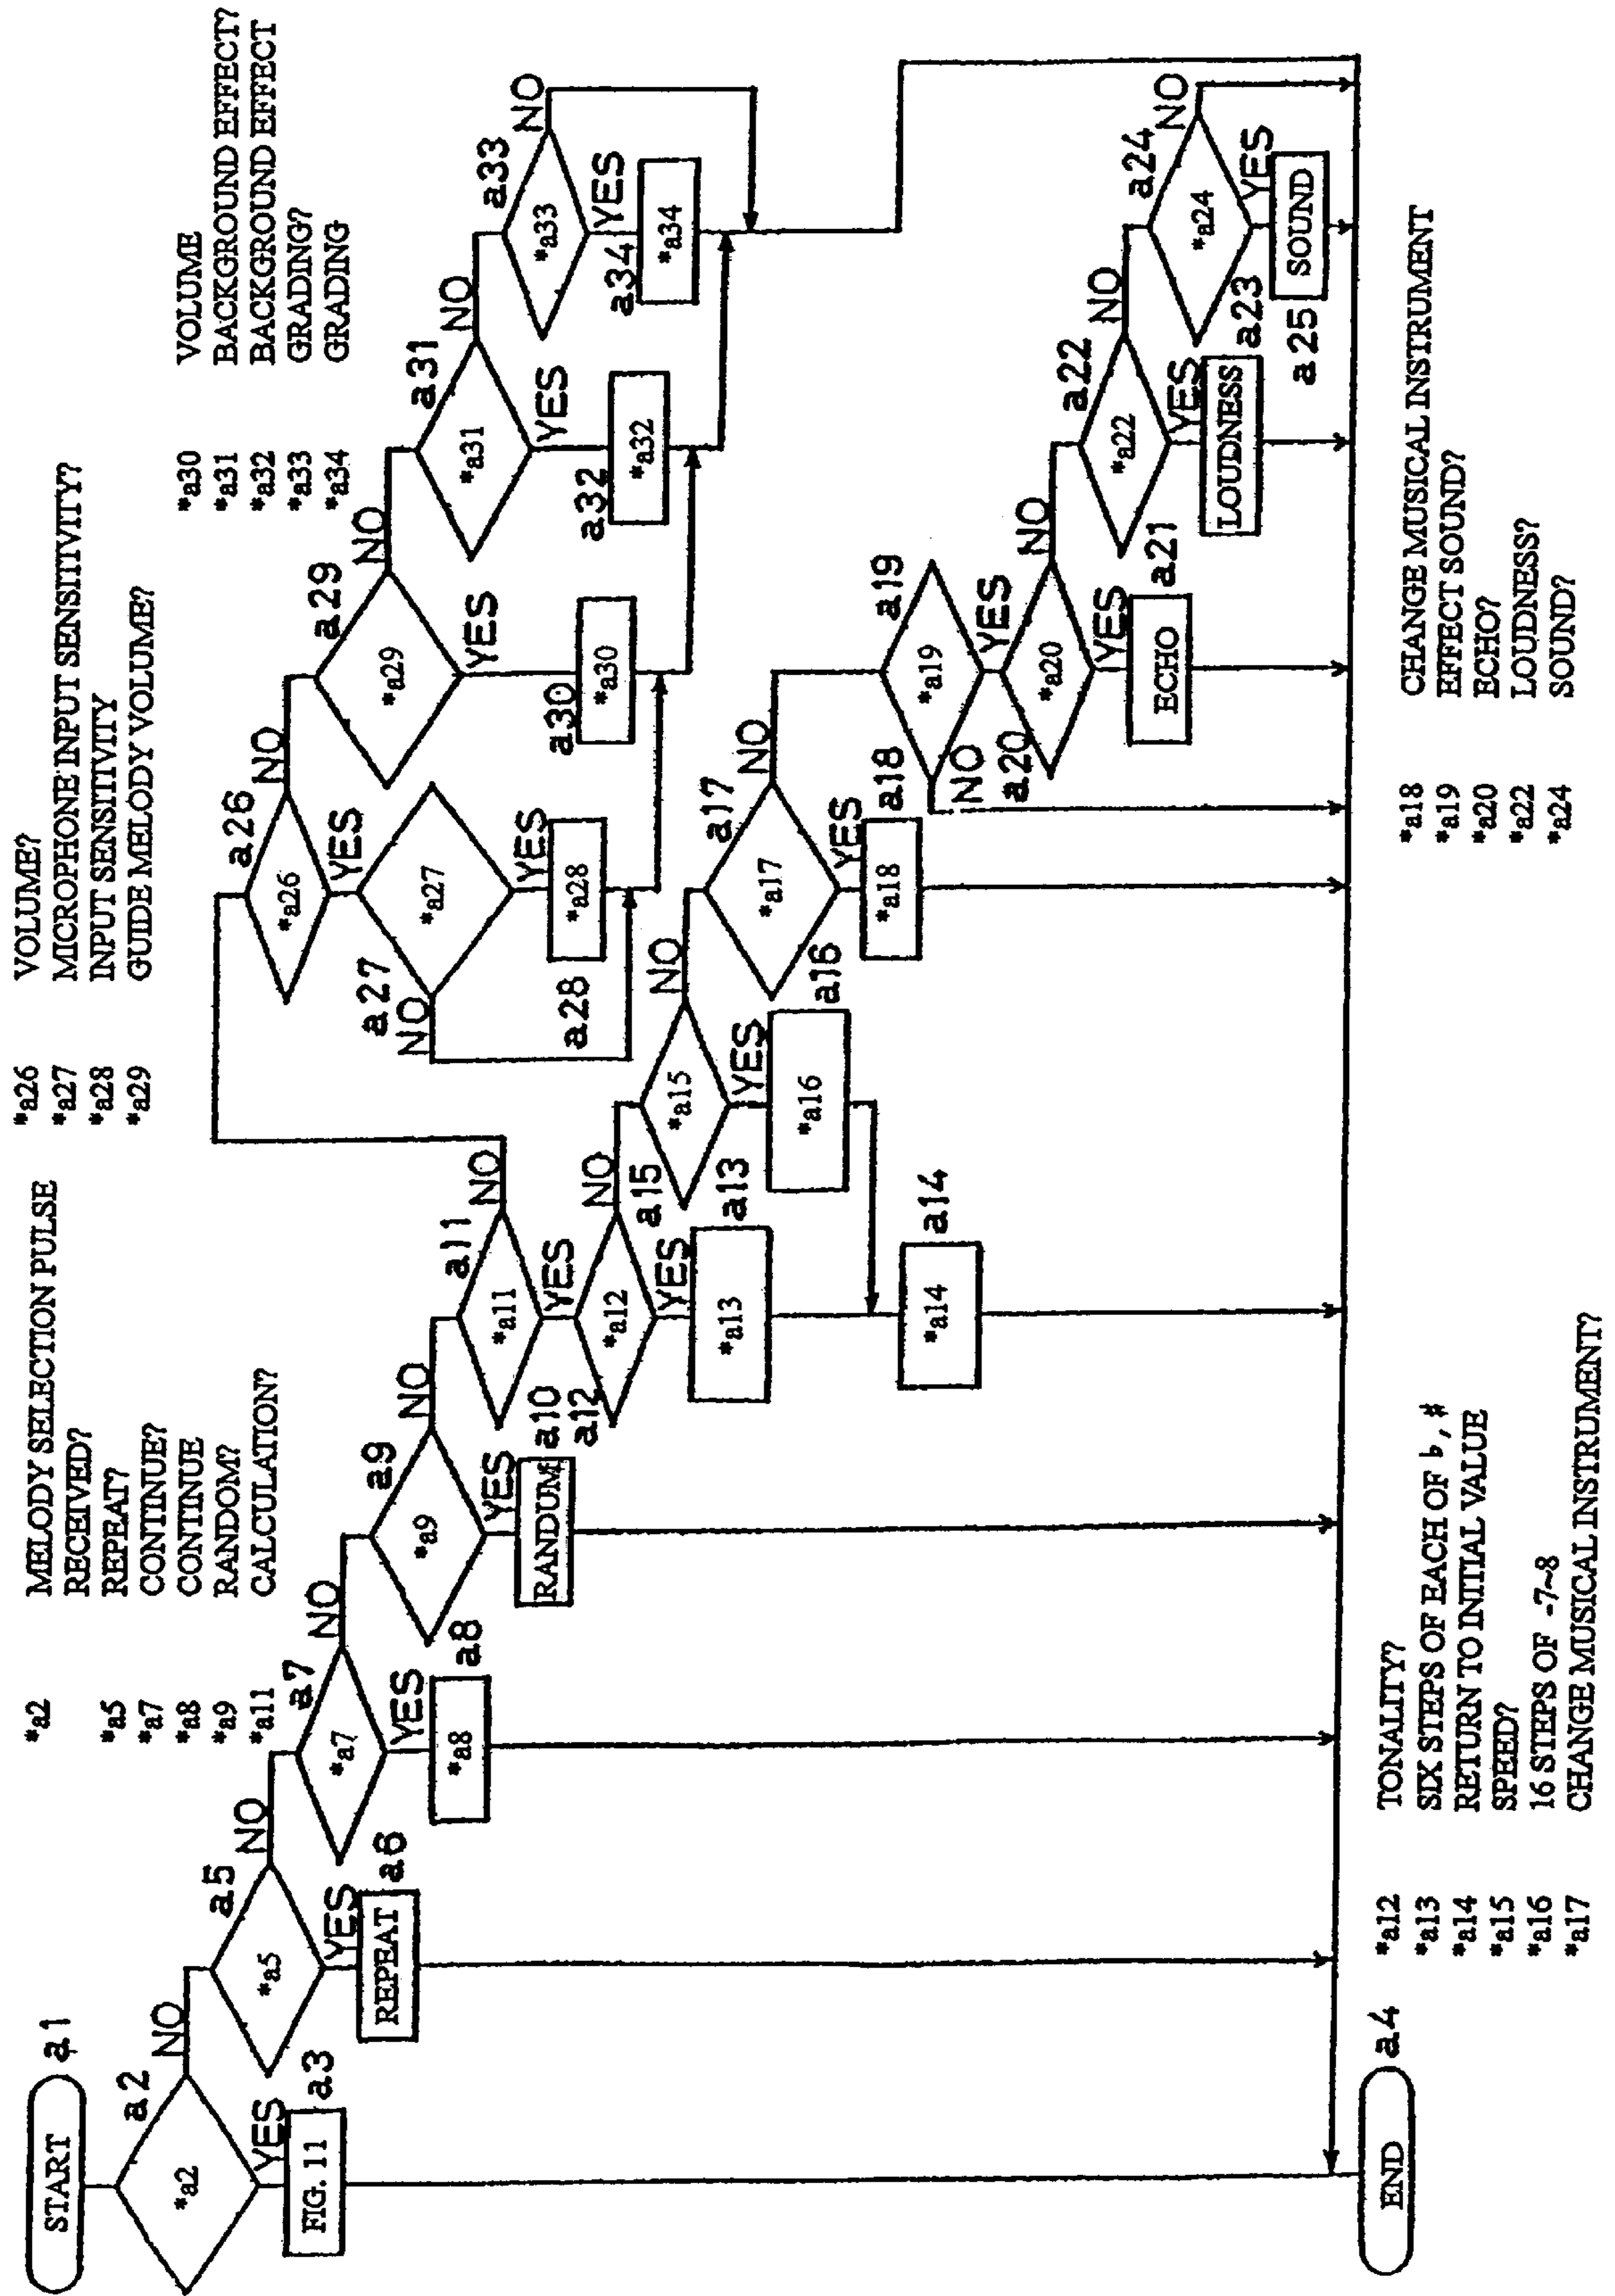 START a1
*a2 MELODY SELECTION PULSE
RECEIVED?
*a5 REPEAT?
*a7 CONTINUE?
*a8 CONTINUE
*a9 RANDOM?
*a11 CALCULATION?
*a26 VOLUME?
*a27 MICROPHONE INPUT SENSITIVITY?
*a28 INPUT SENSITIVITY
*a29 GUIDE MELODY VOLUME?
*a30 VOLUME
*a31 BACKGROUND EFFECT?
*a32 BACKGROUND EFFECT
*a33 GRADING?
*a34 GRADING
a2
*a2
NO
YES
FIG. 11
a3
a5
*a5
NO
YES
REPEAT
a6
a7
*a7
NO
YES
*a8
a8
a9
*a9
NO
YES
RANDUM
a10
a11
*a11
NO
YES
a12
*a12
NO
YES
*a13
a13
*a14
a14
a15
*a15
NO
YES
*a16
a16
a17
*a17
NO
YES
*a18
a18
a19
*a19
NO
YES
a20
*a20
NO
YES
ECHO
a21
a22
*a22
NO
YES
LOUDNESS
a23
a24
*a24
NO
YES
SOUND
a25
a26
*a26
NO
YES
a27
*a27
NO
YES
*a28
a28
a29
*a29
NO
YES
*a30
a30
a31
*a31
NO
YES
*a32
a32
a33
*a33
NO
YES
*a34
a34
END a4
*a12 TONALITY?
*a13 SIX STEPS OF EACH OF ♭, ♯
*a14 RETURN TO INITIAL VALUE
*a15 SPEED?
*a16 16 STEPS OF -7~8
*a17 CHANGE MUSICAL INSTRUMENT?
*a18 CHANGE MUSICAL INSTRUMENT
*a19 EFFECT SOUND?
*a20 ECHO?
*a22 LOUDNESS?
*a24 SOUND?